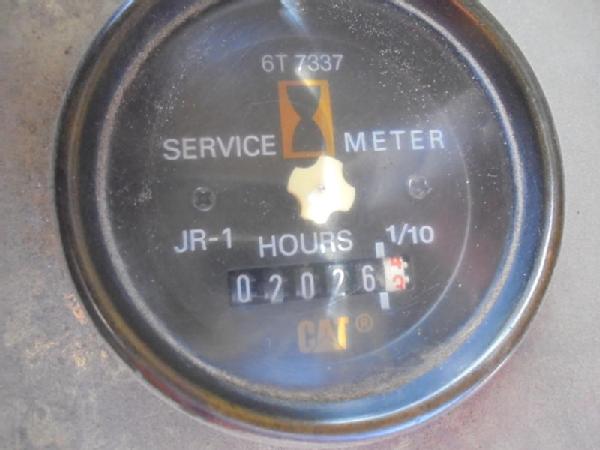 6T 7337
SERVICE METER
JR-1 HOURS 1/10
02026
CAT®